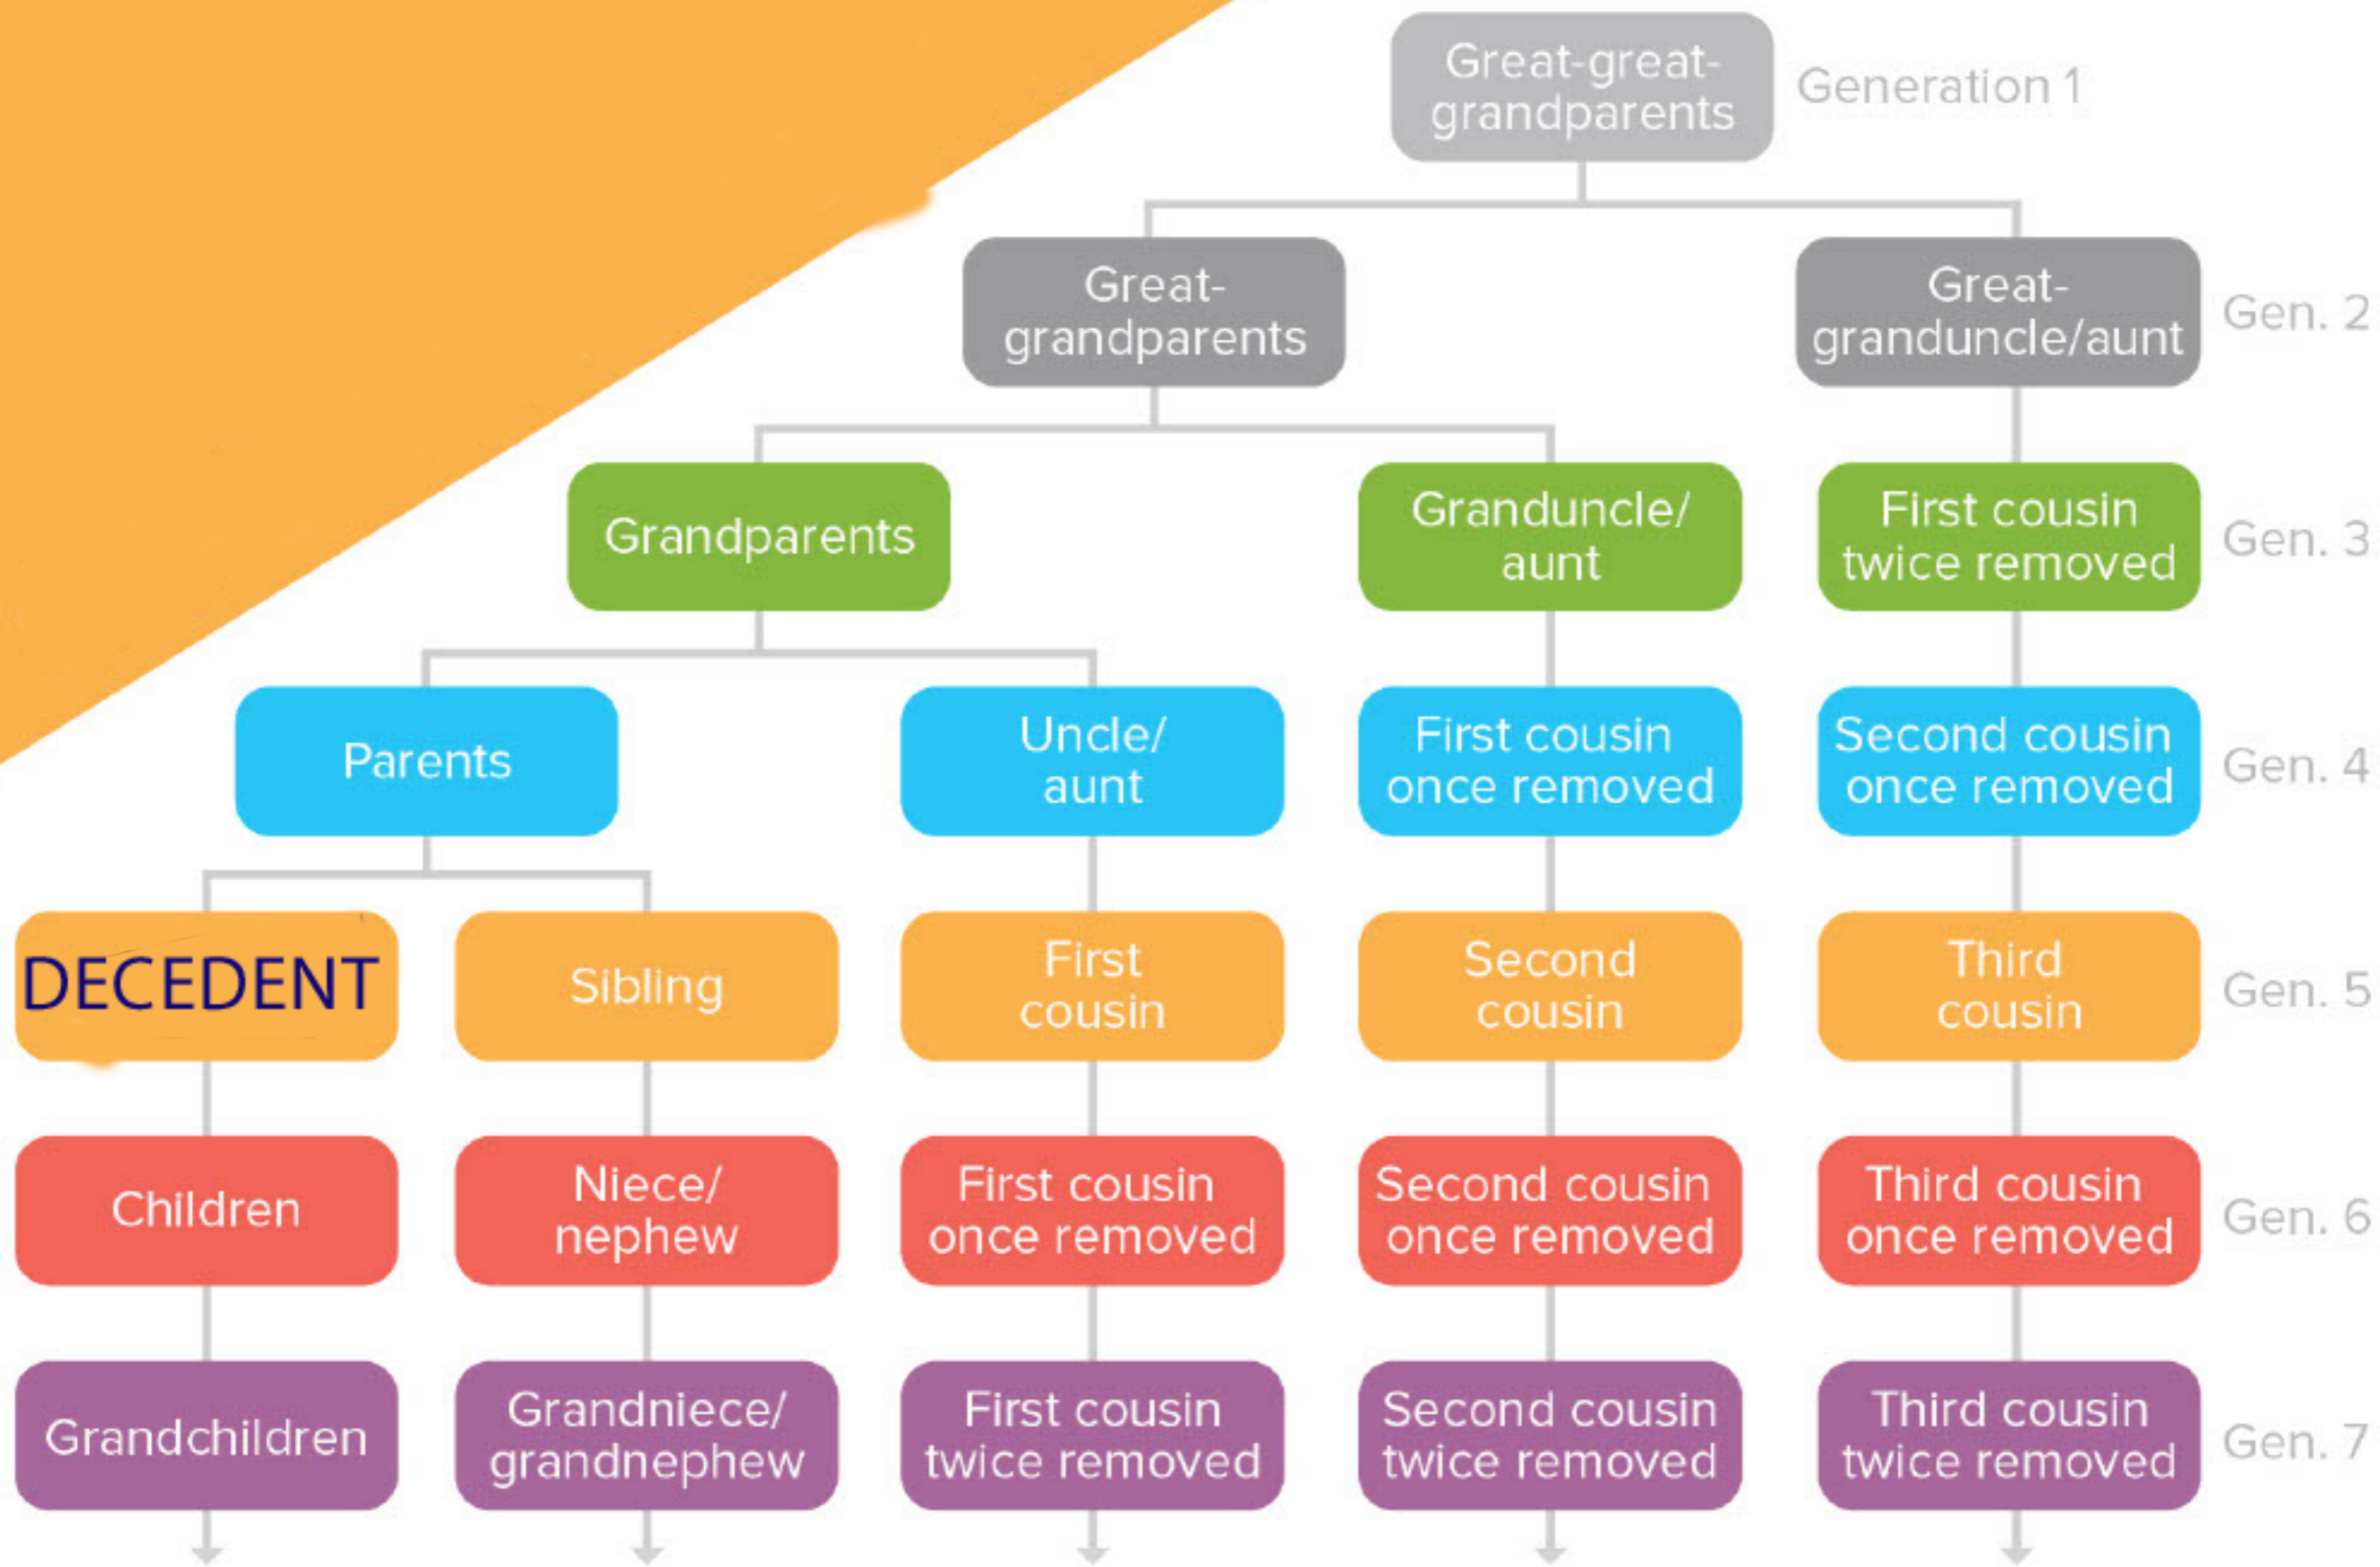 Great-great-
grandparents
Generation 1
Great-
grandparents
Great-
granduncle/aunt
Gen. 2
Grandparents
Granduncle/
aunt
First cousin
twice removed
Gen. 3
Parents
Uncle/
aunt
First cousin
once removed
Second cousin
once removed
Gen. 4
DECEDENT
Sibling
First
cousin
Second
cousin
Third
cousin
Gen. 5
Children
Niece/
nephew
First cousin
once removed
Second cousin
once removed
Third cousin
once removed
Gen. 6
Grandchildren
Grandniece/
grandnephew
First cousin
twice removed
Second cousin
twice removed
Third cousin
twice removed
Gen. 7